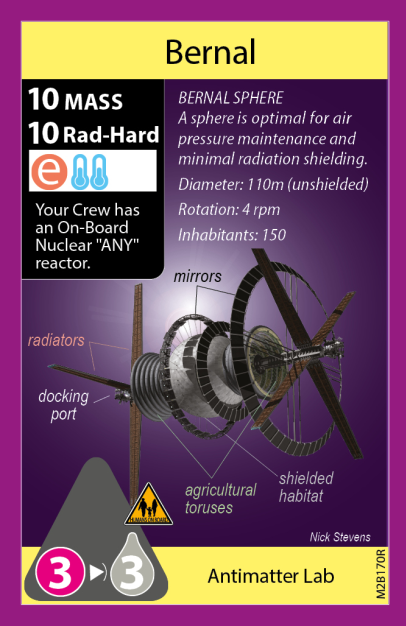 Bernal
10 MASS
10 Rad-Hard
e
Your Crew has
an On-Board
Nuclear "ANY"
reactor.
BERNAL SPHERE
A sphere is optimal for air
pressure maintenance and
minimal radiation shielding.
Diameter: 110m (unshielded)
Rotation: 4 rpm
Inhabitants: 150
mirrors
radiators
docking
port
agricultural
toruses
shielded
habitat
Nick Stevens
3 3
Antimatter Lab
M2B170R